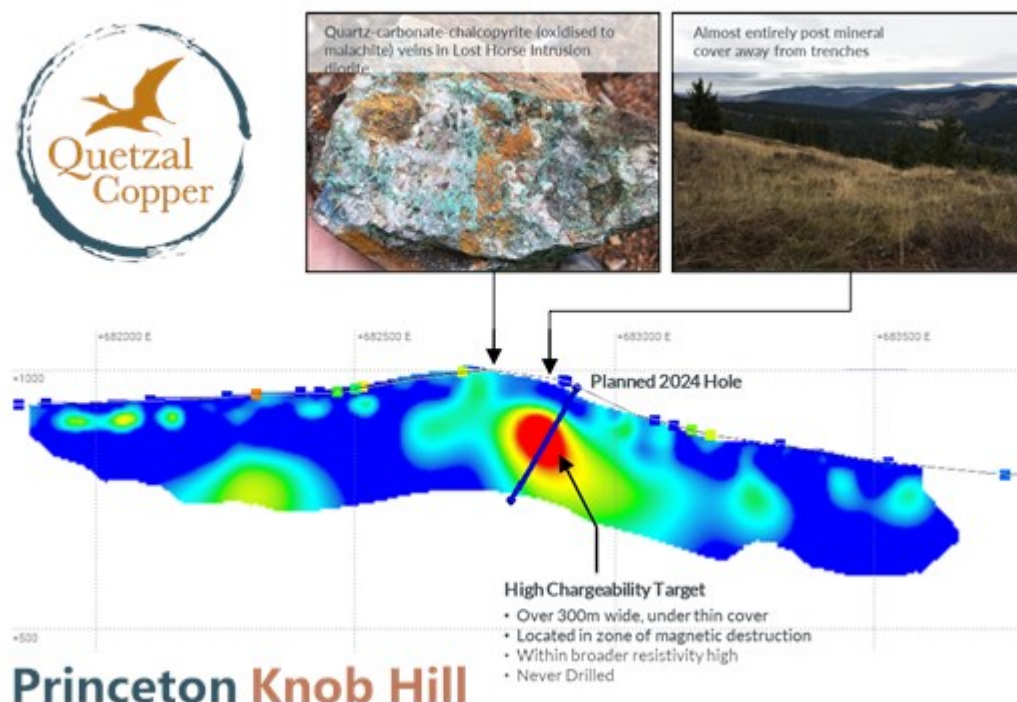 Quetzal
Copper
Quartz-carbonate-chalcopyrite (oxidised to
malachite) veins in Lost Horse Intrusion
diorite
Almost entirely post mineral
cover away from trenches
+682000 E
+682500 E
+683000 E
+683500 E
+1000
Planned 2024 Hole
High Chargeability Target
• Over 300m wide, under thin cover
• Located in zone of magnetic destruction
• Within broader resistivity high
• Never Drilled
+500
Princeton Knob Hill